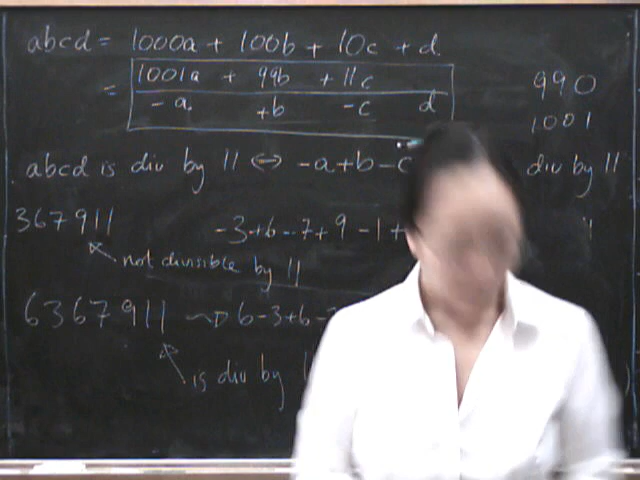 abcd = 1000a + 100b + 10c + d.
= 1001a + 99b + 11c
- a +b -c d
990
1001
abcd is div by 11 ⇔ -a+b-c div by 11
367911 -3+6-7+9-1+
not divisible by 11
6367911 ⇝ 6-3+6-
is div by